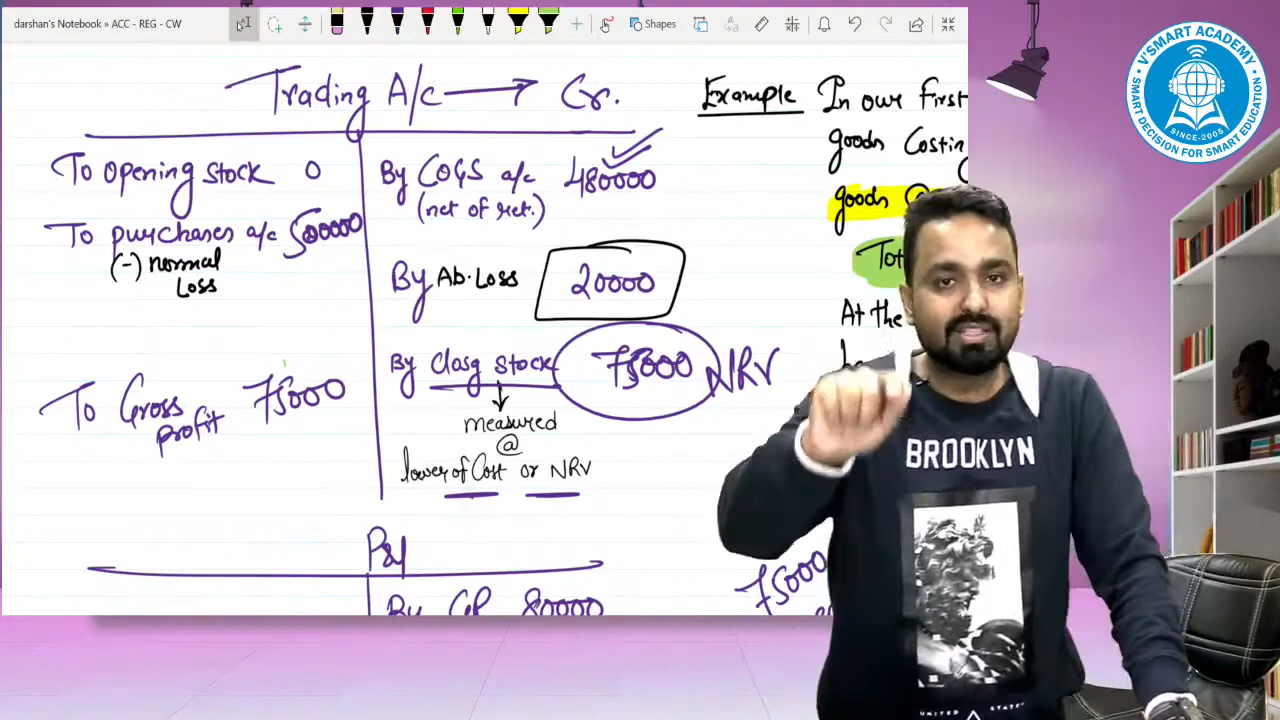 darshan's Notebook » ACC - REG - CW
Shapes
Trading A/c → Cr.
To opening stock 0
To purchases a/c 500000
(-) normal
Loss
To Gross
profit 75000
By COGS a/c 480000
(net of ret.)
By Ab. Loss 20000
By Closg stock 75000 NRV
measured
@
lower of Cost or NRV
P&l
By GP 80000
Example In our First
goods Costin
goods
Tot
At the
75000
V'SMART ACADEMY
SMART DECISION FOR SMART EDUCATION
SINCE-2005
BROOKLYN
UNITED STATES